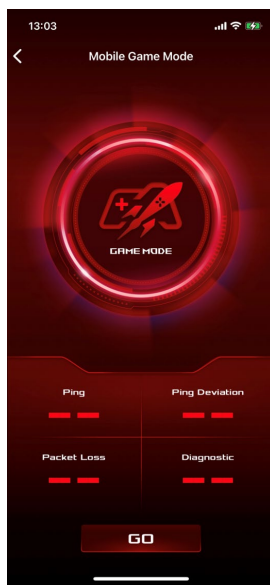 13:03
Mobile Game Mode
GAME MODE
Ping
Ping Deviation
-- --
Packet Loss
Diagnostic
-- --
GO